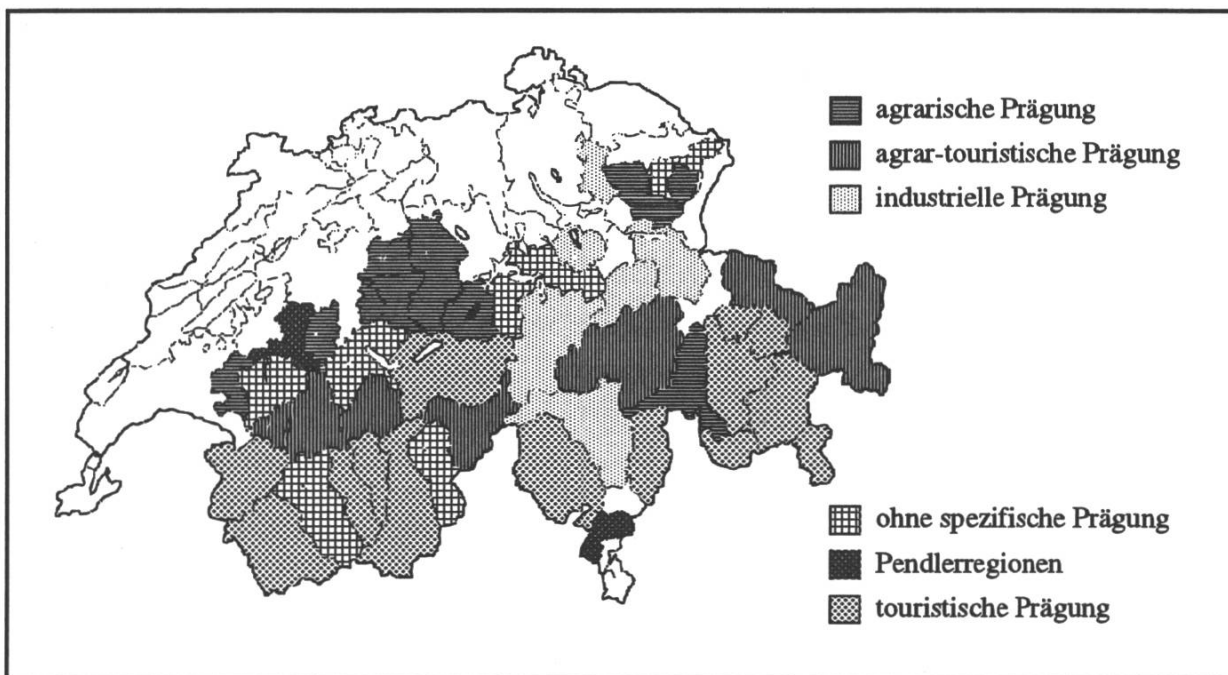 agrarische Prägung
agrar-touristische Prägung
industrielle Prägung
ohne spezifische Prägung
Pendlerregionen
touristische Prägung